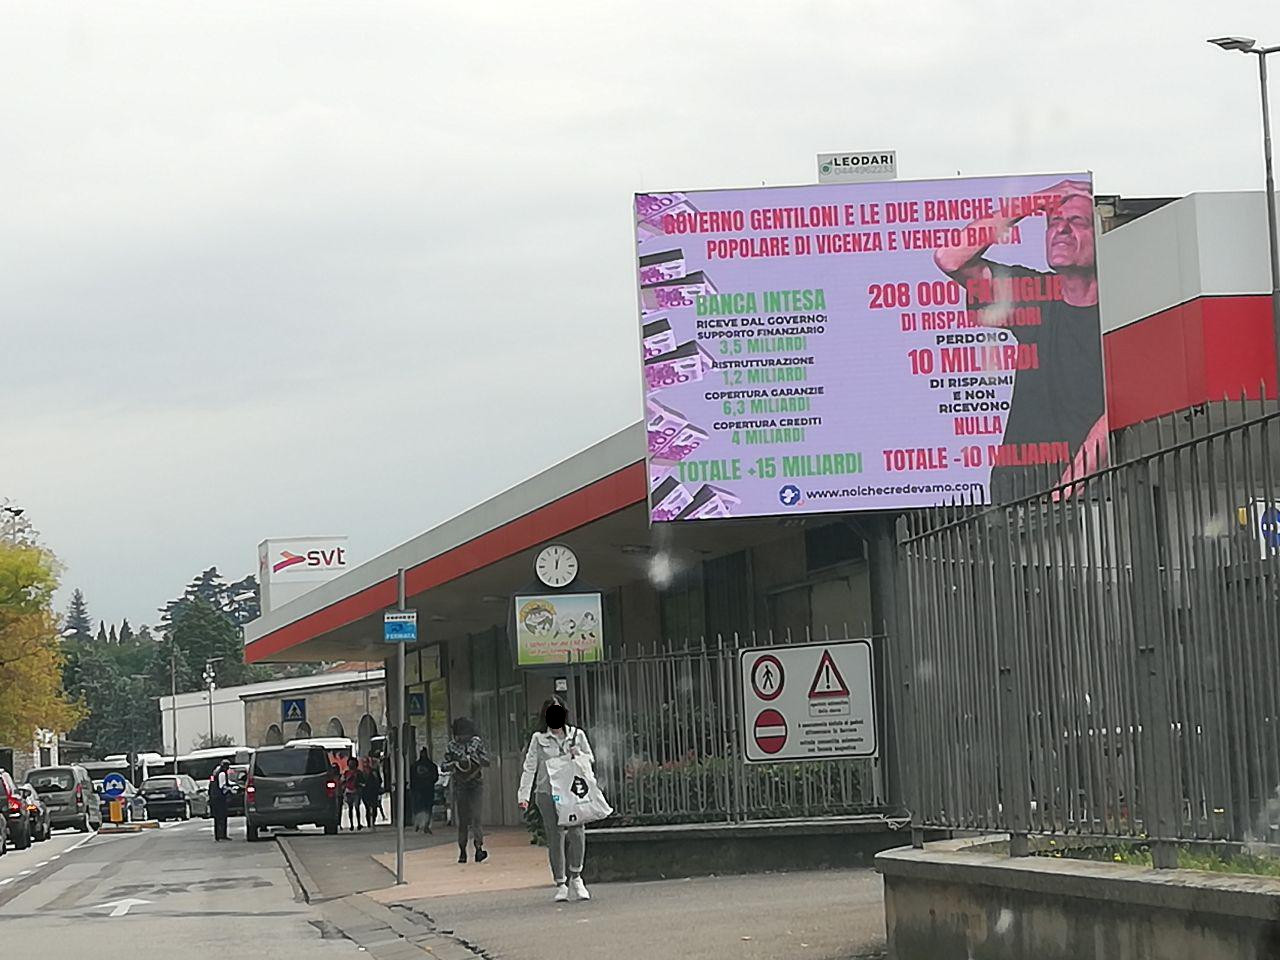 LEODARI
0444962233
GOVERNO GENTILONI E LE DUE BANCHE VENETE
POPOLARE DI VICENZA E VENETO BANCA
BANCA INTESA
RICEVE DAL GOVERNO:
SUPPORTO FINANZIARIO
3,5 MILIARDI
RISTRUTTURAZIONE
1,2 MILIARDI
COPERTURA GARANZIE
6,3 MILIARDI
COPERTURA CREDITI
4 MILIARDI
TOTALE +15 MILIARDI
208 000 FAMIGLIE
DI RISPARMIATORI
PERDONO
10 MILIARDI
DI RISPARMI
E NON
RICEVONO
NULLA
TOTALE -10 MILIARDI
www.noichecredevamo.com
svt
FERMATA